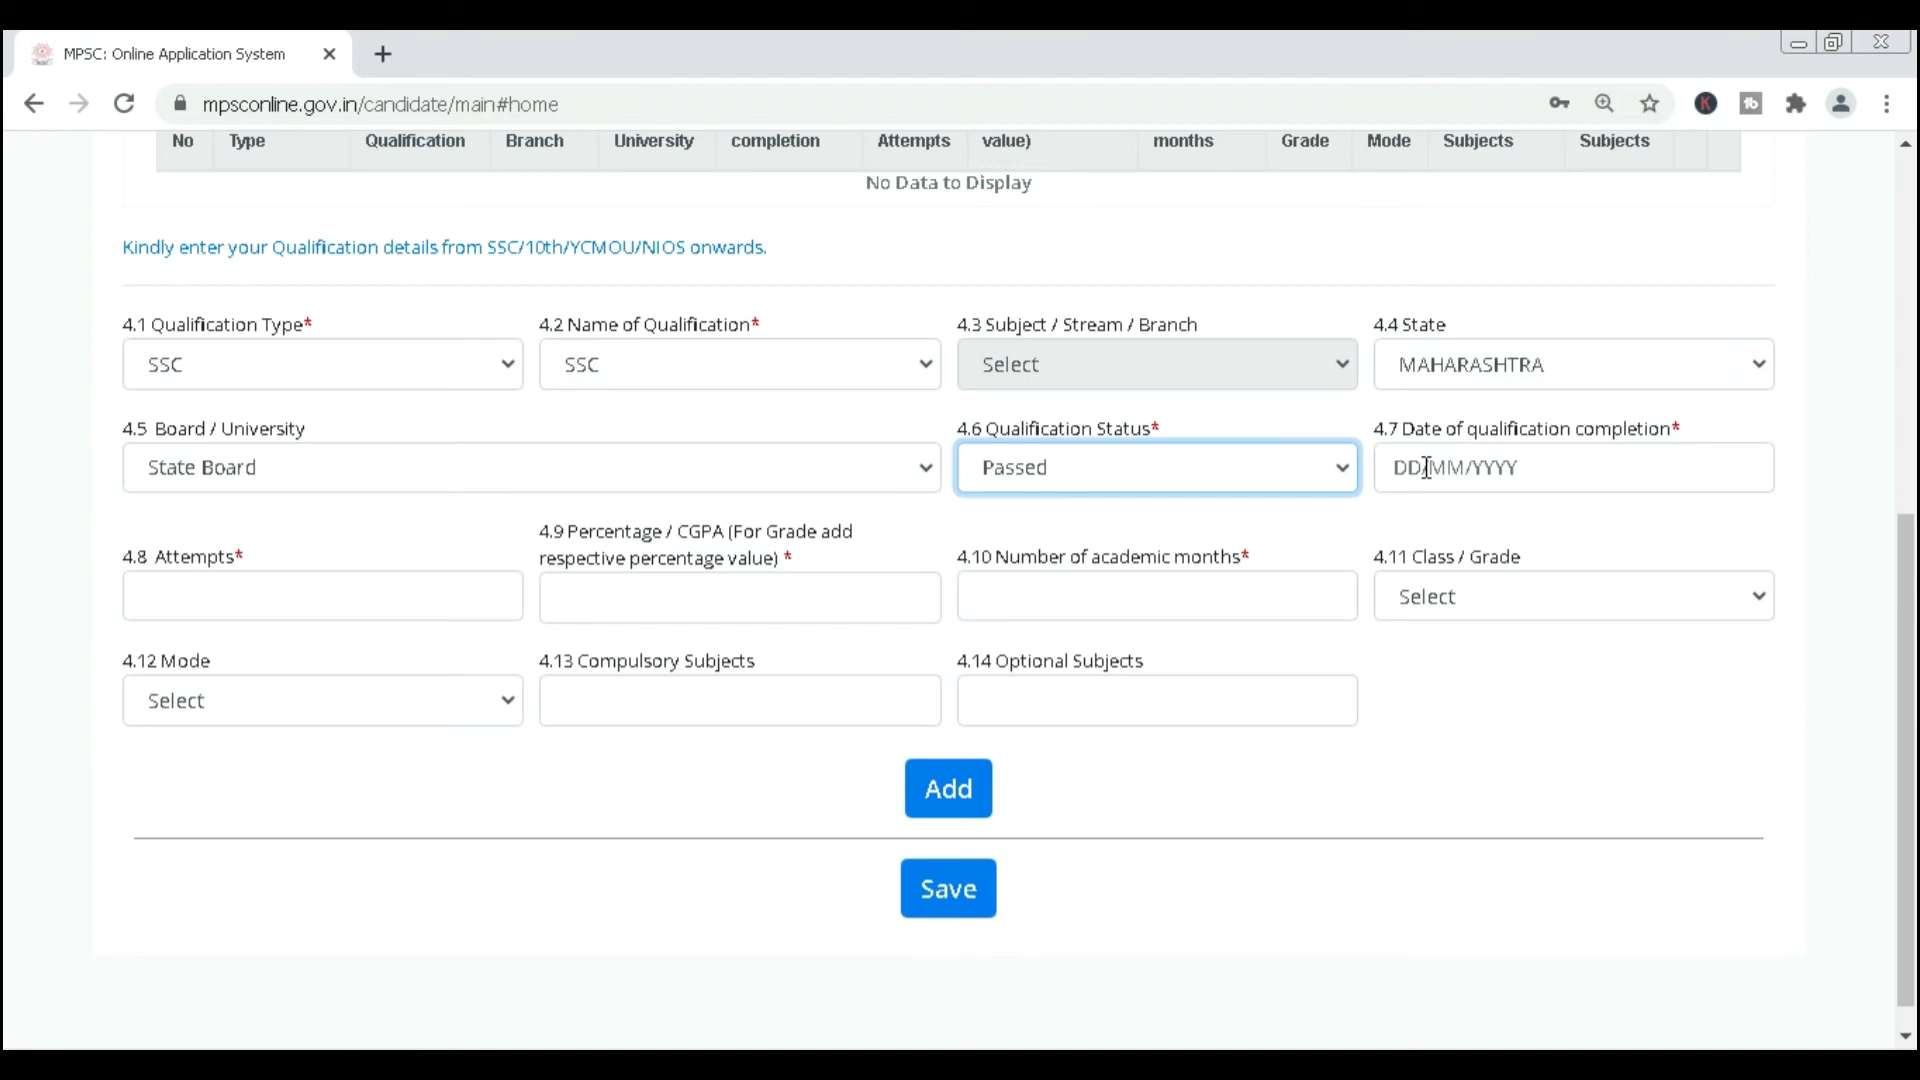 MPSC: Online Application System
mpsconline.gov.in/candidate/main#home
No Type Qualification Branch University completion Attempts value) months Grade Mode Subjects Subjects
No Data to Display
Kindly enter your Qualification details from SSC/10th/YCMOU/NIOS onwards.
4.1 Qualification Type* 4.2 Name of Qualification* 4.3 Subject / Stream / Branch 4.4 State
SSC SSC Select MAHARASHTRA
4.5 Board / University 4.6 Qualification Status* 4.7 Date of qualification completion*
State Board Passed DD/MM/YYYY
4.9 Percentage / CGPA (For Grade add
4.8 Attempts* respective percentage value) * 4.10 Number of academic months* 4.11 Class / Grade
Select
4.12 Mode 4.13 Compulsory Subjects 4.14 Optional Subjects
Select
Add
Save